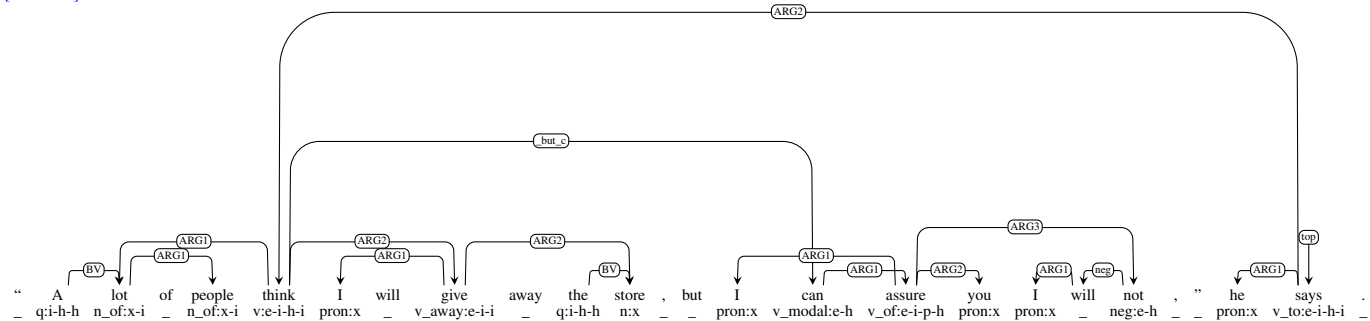 ARG2
_but_c
top
ARG3
ARG1 ARG2 ARG2 ARG1
ARG1 ARG1
BV BV ARG1 ARG2 ARG1 neg ARG1
“ A lot of people think I will give away the store , but I can assure you I will not , ” he says .
_ q:i-h-h n_of:x-i _ n_of:x-i v:e-i-h-i pron:x _ v_away:e-i-i _ q:i-h-h n:x _ _ pron:x v_modal:e-h v_of:e-i-p-h pron:x pron:x _ neg:e-h _ _ pron:x v_to:e-i-h-i _